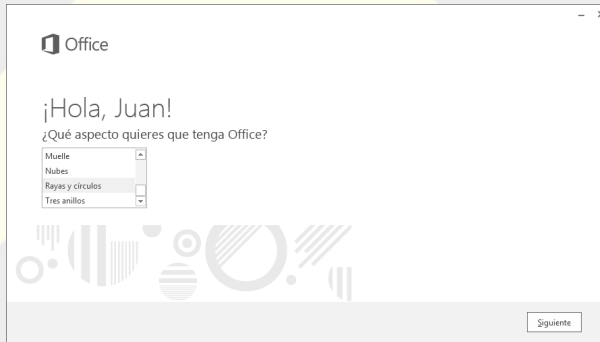 Office
¡Hola, Juan!
¿Qué aspecto quieres que tenga Office?
Muelle
Nubes
Rayas y círculos
Tres anillos
Siguiente